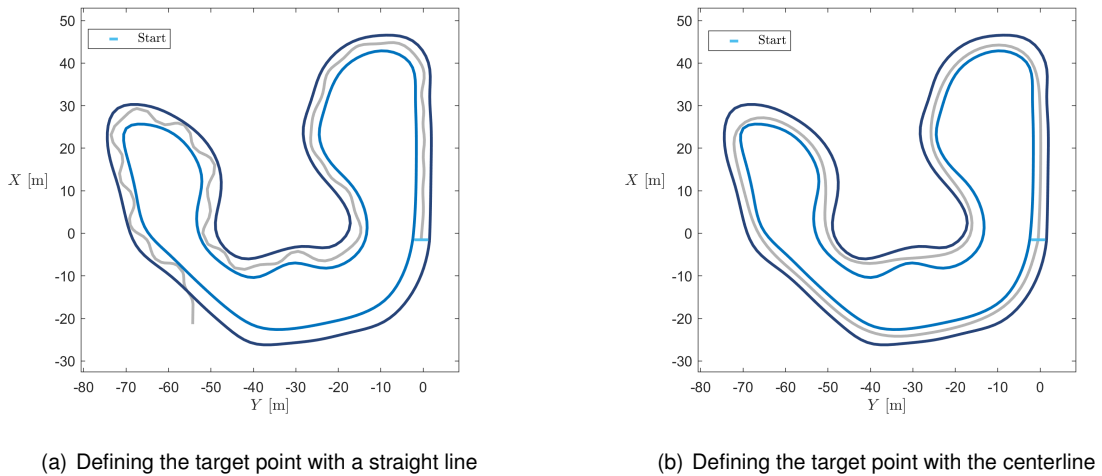 50
40
30
20
10
0
-10
-20
-30
X [m]
Start
-80 -70 -60 -50 -40 -30 -20 -10 0
Y [m]
(a) Defining the target point with a straight line
50
40
30
20
10
0
-10
-20
-30
X [m]
Start
-80 -70 -60 -50 -40 -30 -20 -10 0
Y [m]
(b) Defining the target point with the centerline